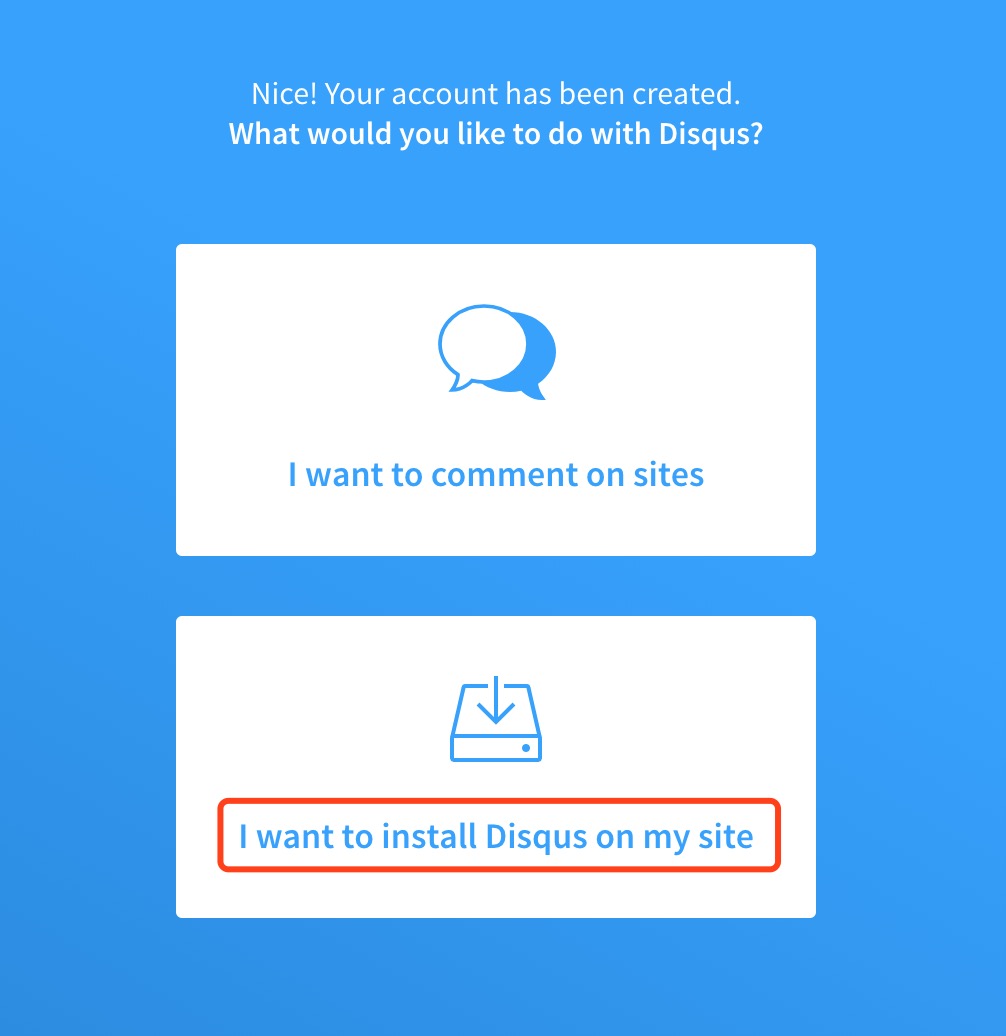 Nice! Your account has been created.
What would you like to do with Disqus?
I want to comment on sites
I want to install Disqus on my site